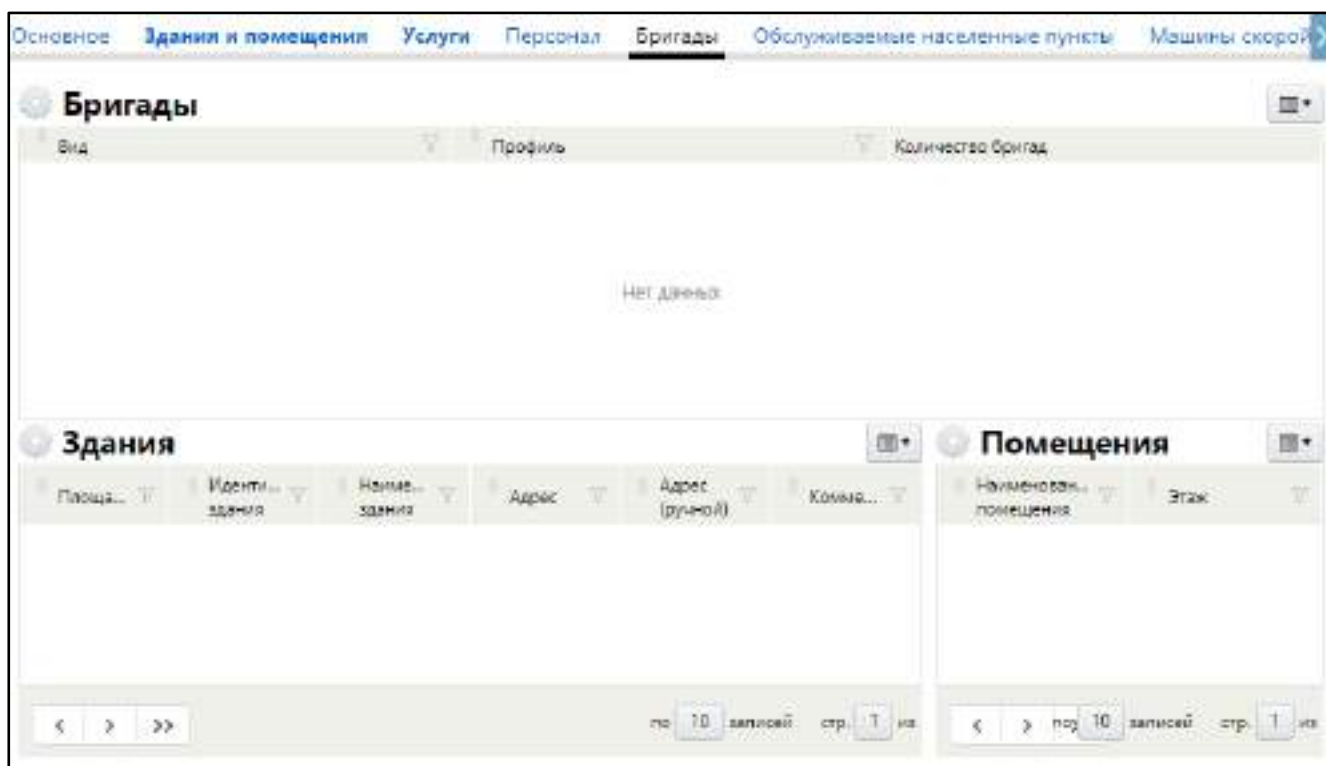 Основное Здания и помещения Услуги Персонал Бригады Обслуживаемые населенные пункты Машины скорой
Бригады
Вид Профиль Количество бригад
Нет данных
Здания
Площа... Иденти... здания Наиме... здания Адрес Адрес (ручной) Комме...
< > >> по 10 записей стр. 1 из
Помещения
Наименован... помещения Этаж
< > по 10 записей стр. 1 из